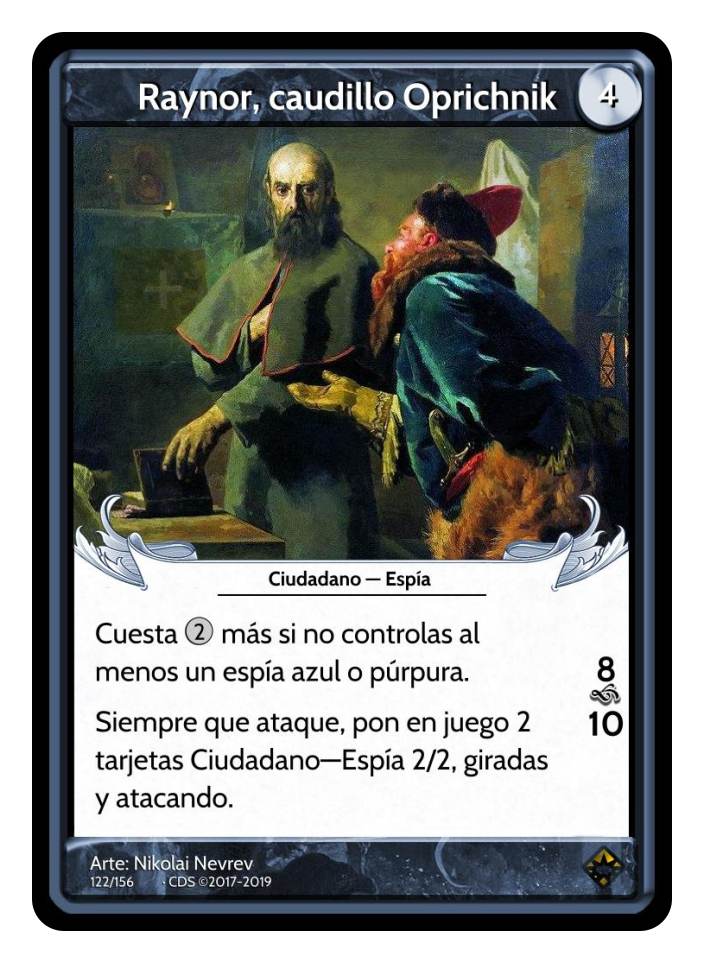 Raynor, caudillo Oprichnik 4
Ciudadano — Espía
Cuesta 2 más si no controlas al
menos un espía azul o púrpura.
Siempre que ataque, pon en juego 2
tarjetas Ciudadano—Espía 2/2, giradas
y atacando.
8
10
Arte: Nikolai Nevrev
122/156 · CDS ©2017-2019